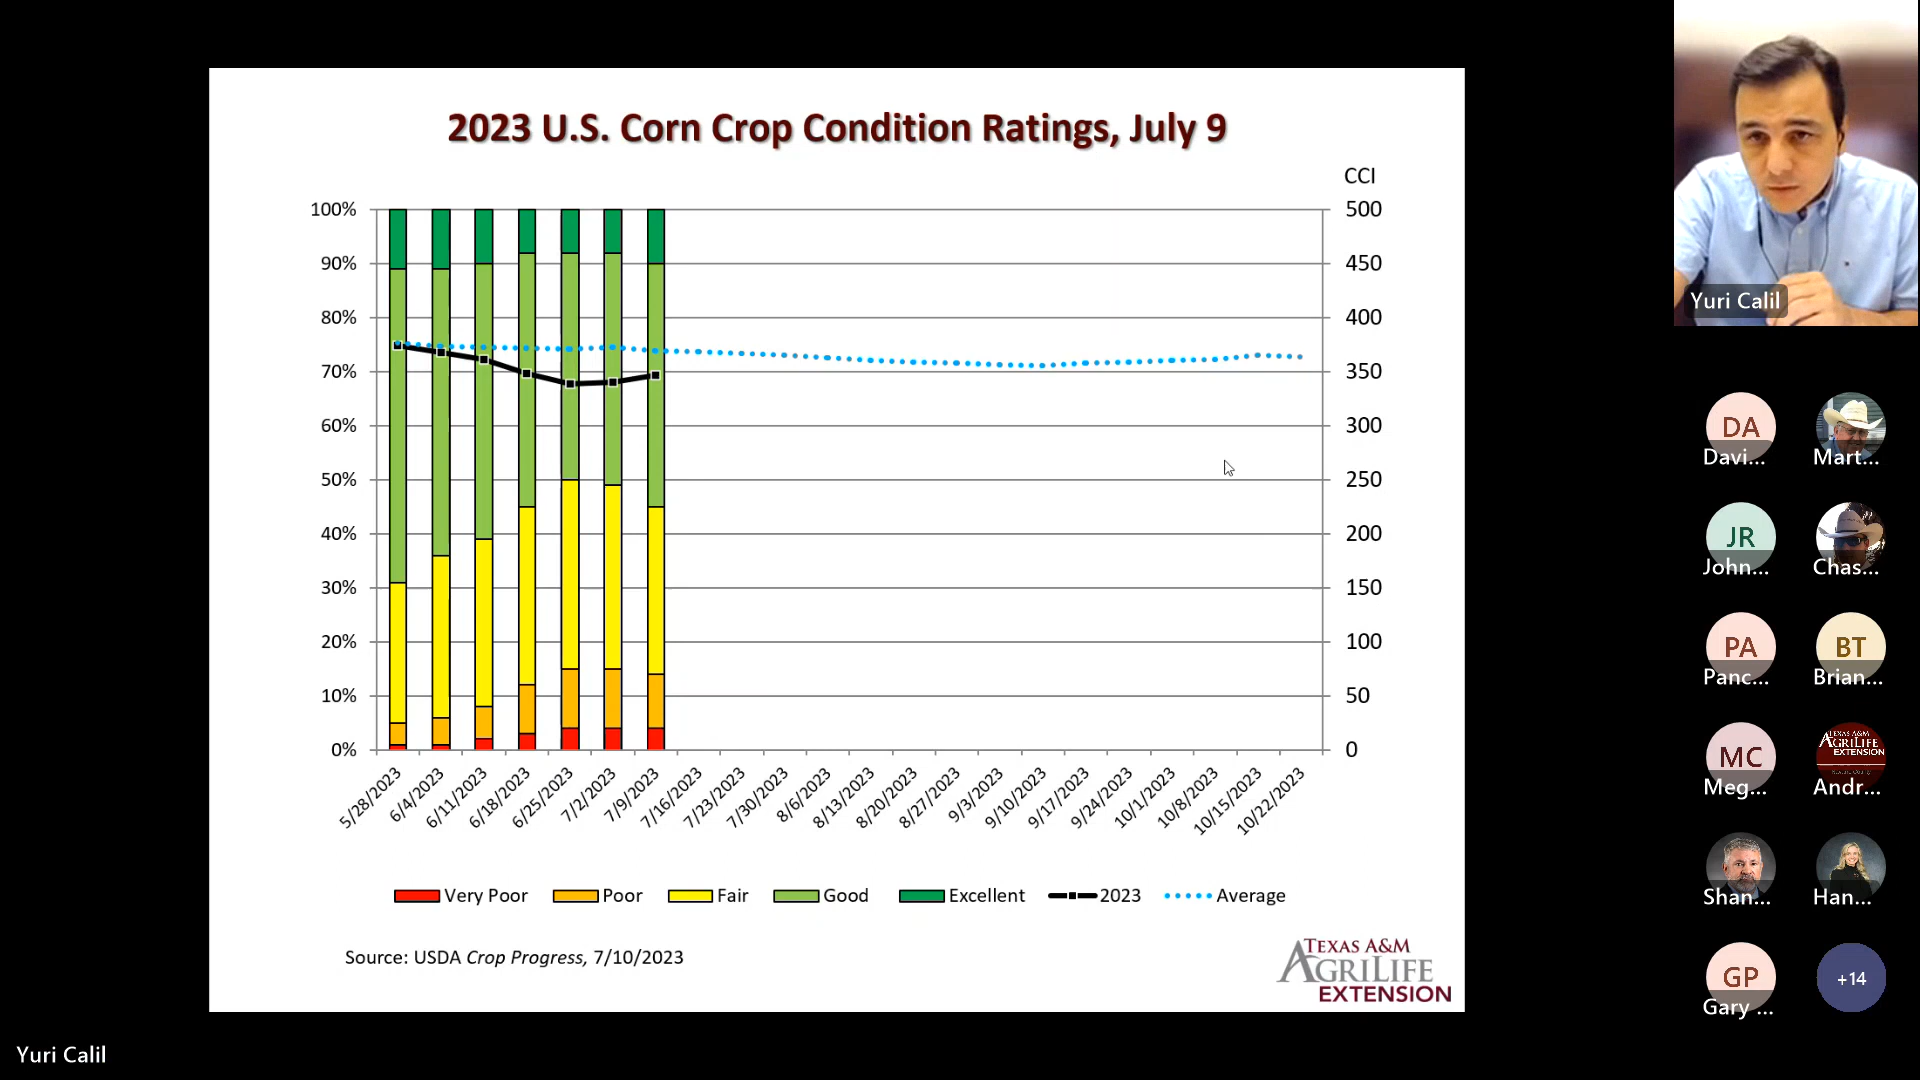 2023 U.S. Corn Crop Condition Ratings, July 9
CCI
100%
90%
80%
70%
60%
50%
40%
30%
20%
10%
0%
500
450
400
350
300
250
200
150
100
50
0
5/28/2023
6/4/2023
6/11/2023
6/18/2023
6/25/2023
7/2/2023
7/9/2023
7/16/2023
7/23/2023
7/30/2023
8/6/2023
8/13/2023
8/20/2023
8/27/2023
9/3/2023
9/10/2023
9/17/2023
9/24/2023
10/1/2023
10/8/2023
10/15/2023
10/22/2023
Very Poor Poor Fair Good Excellent 2023 Average
Source: USDA Crop Progress, 7/10/2023
TEXAS A&M
AGRILIFE
EXTENSION
Yuri Calil
DA
Davi...
Mart...
JR
John...
Chas...
PA
Panc...
BT
Brian...
MC
Meg...
TEXAS A&M
AGRILIFE
EXTENSION
Andr...
Shan...
Han...
GP
Gary ...
+14
Yuri Calil